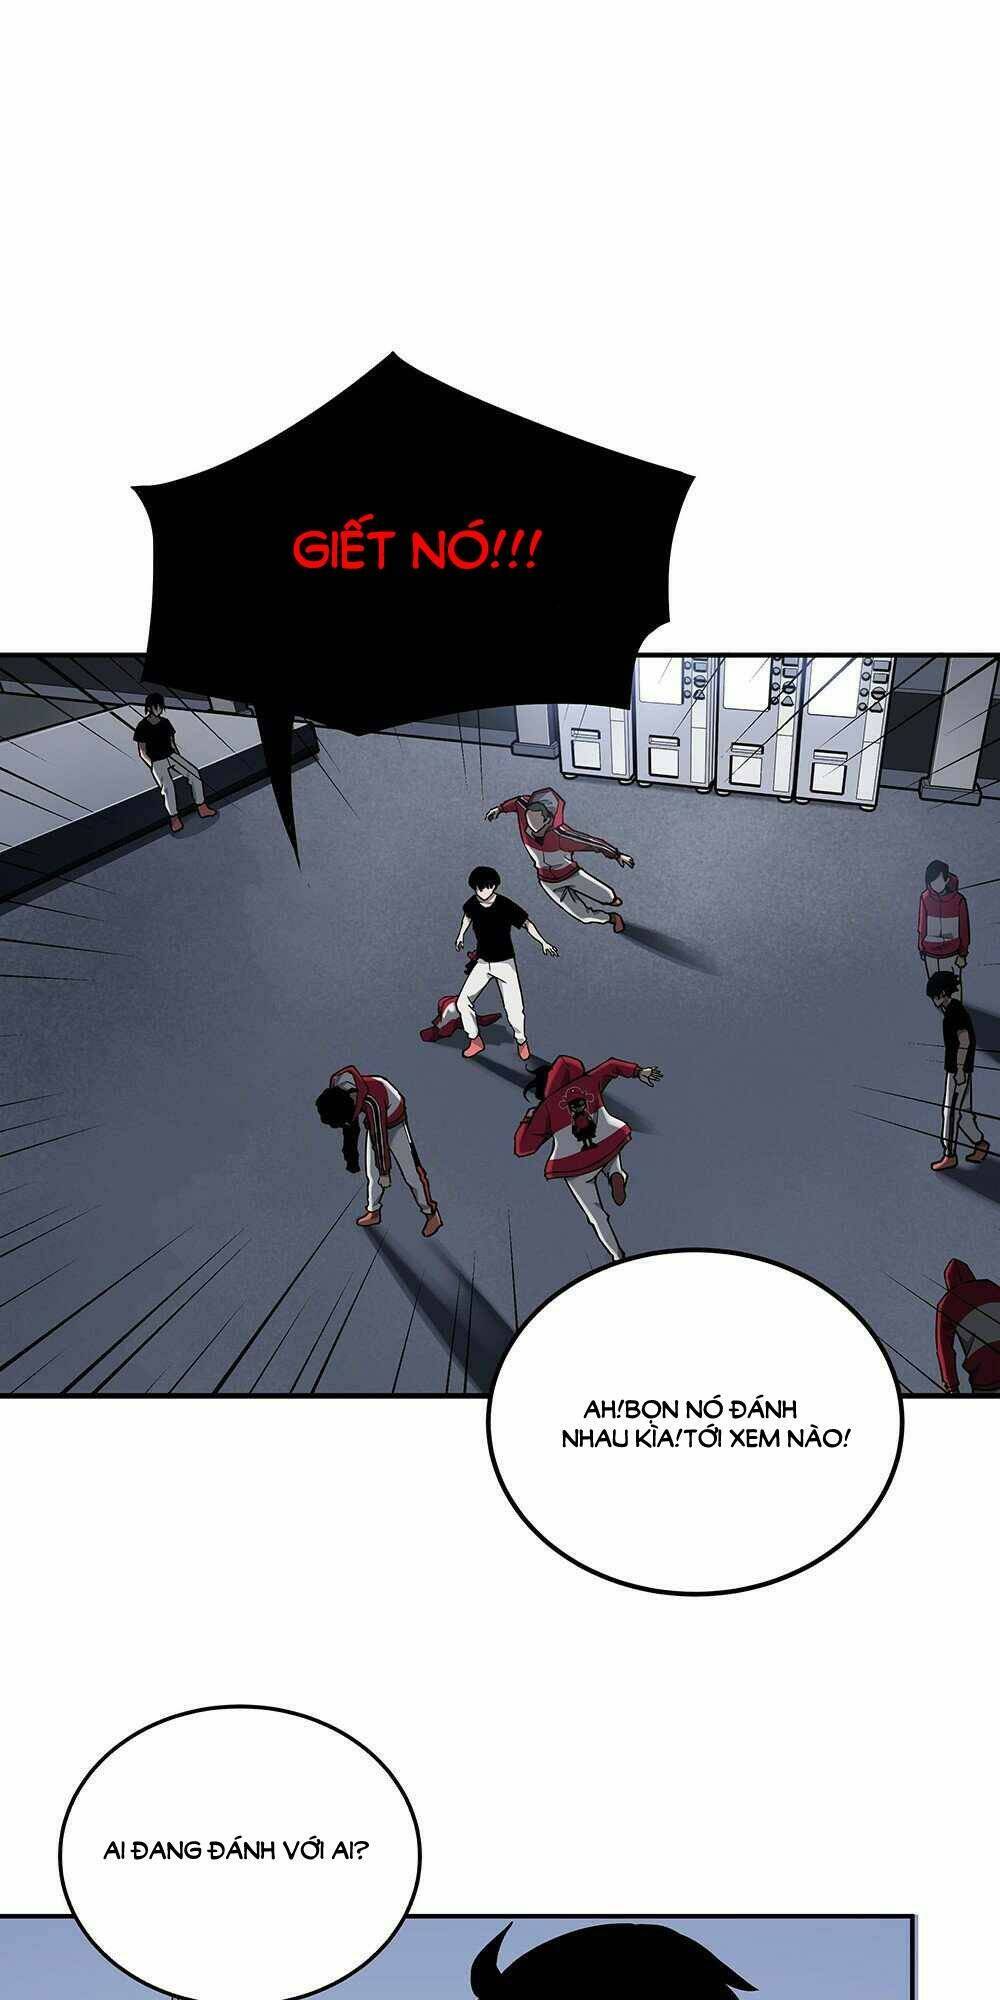 GIẾT NÓ!!!
AH!BỌN NÓ ĐÁNH
NHAU KÌA!TỚI XEM NÀO!
AI ĐANG ĐÁNH VỚI AI?